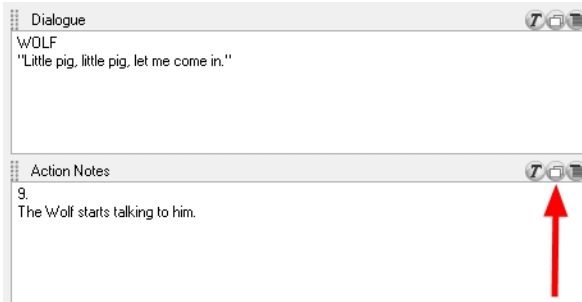 Dialogue
T
WOLF
"Little pig, little pig, let me come in."
Action Notes
T
9.
The Wolf starts talking to him.